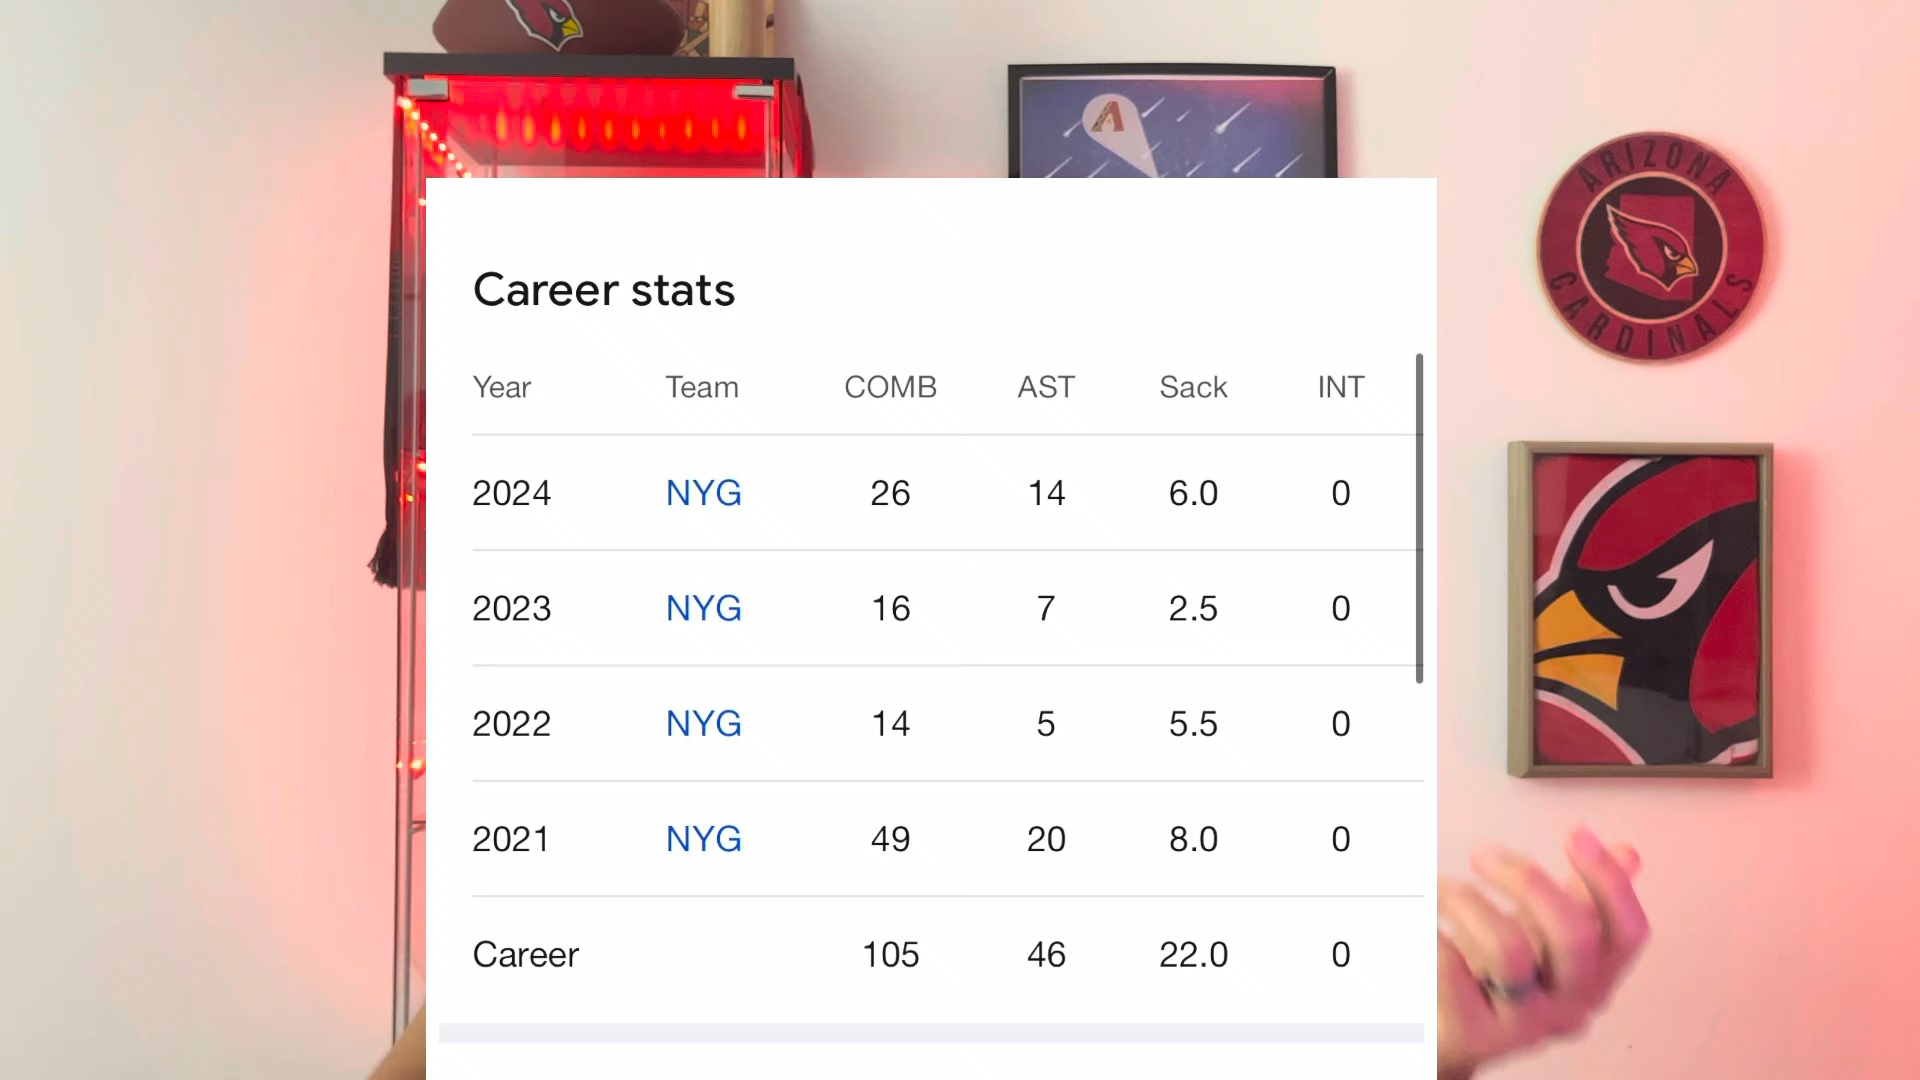 Career stats
Year Team COMB AST Sack INT
2024 NYG 26 14 6.0 0
2023 NYG 16 7 2.5 0
2022 NYG 14 5 5.5 0
2021 NYG 49 20 8.0 0
Career 105 46 22.0 0
ARIZONA
CARDINALS
A